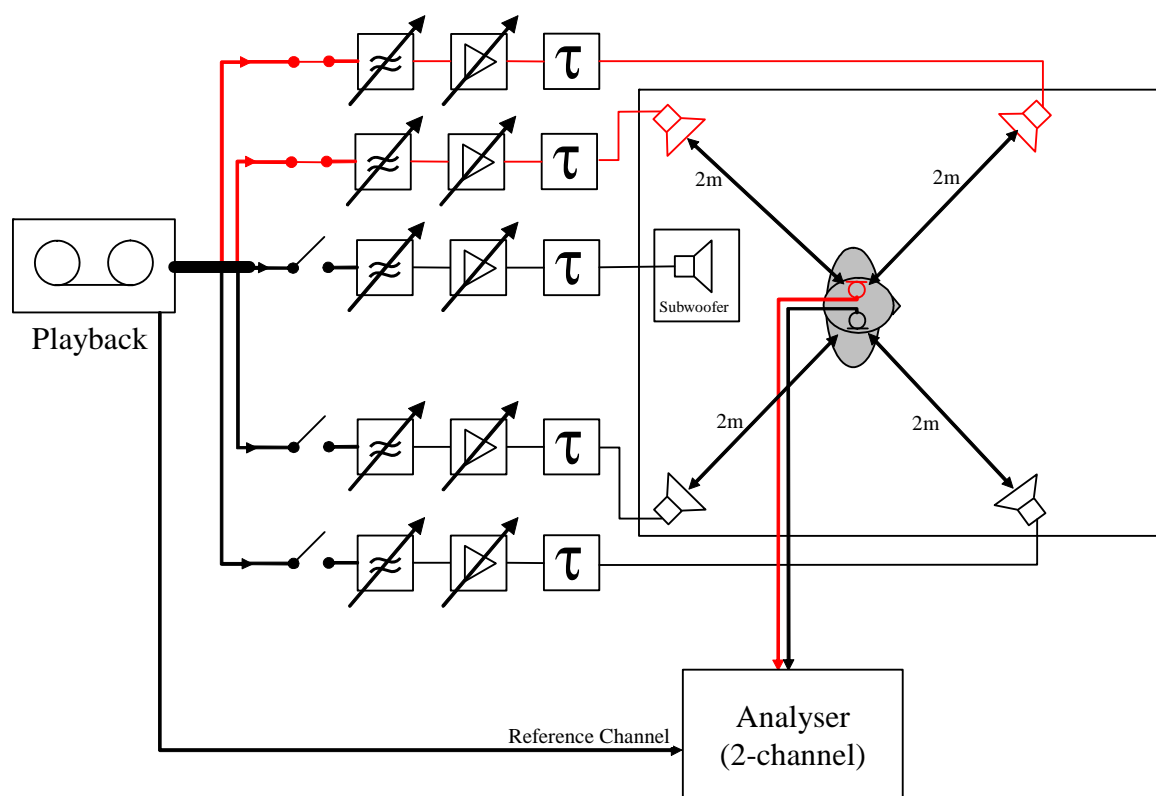 τ
τ
2m
2m
τ
Subwoofer
Playback
τ
2m
2m
τ
Reference Channel
Analyser
(2-channel)